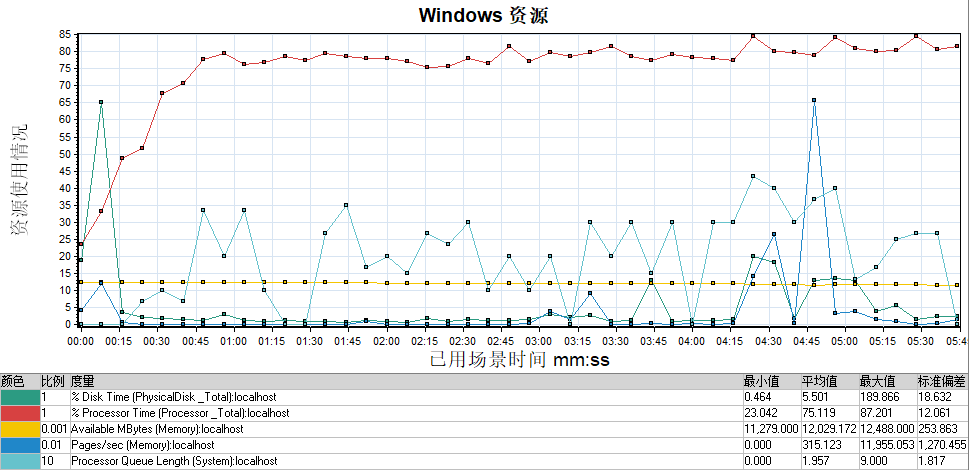 Windows 资源
资源使用情况
85
80
75
70
65
60
55
50
45
40
35
30
25
20
15
10
5
0
00:00 00:15 00:30 00:45 01:00 01:15 01:30 01:45 02:00 02:15 02:30 02:45 03:00 03:15 03:30 03:45 04:00 04:15 04:30 04:45 05:00 05:15 05:30 05:4
已用场景时间 mm:ss
颜色 比例 度量 最小值 平均值 最大值 标准偏差
1 % Disk Time (PhysicalDisk _Total):localhost 0.464 5.501 189.866 18.632
1 % Processor Time (Processor _Total):localhost 23.042 75.119 87.201 12.061
0.001 Available MBytes (Memory):localhost 11,279.000 12,029.172 12,488.000 253.863
0.01 Pages/sec (Memory):localhost 0.000 315.123 11,955.053 1,270.455
10 Processor Queue Length (System):localhost 0.000 1.957 9.000 1.817